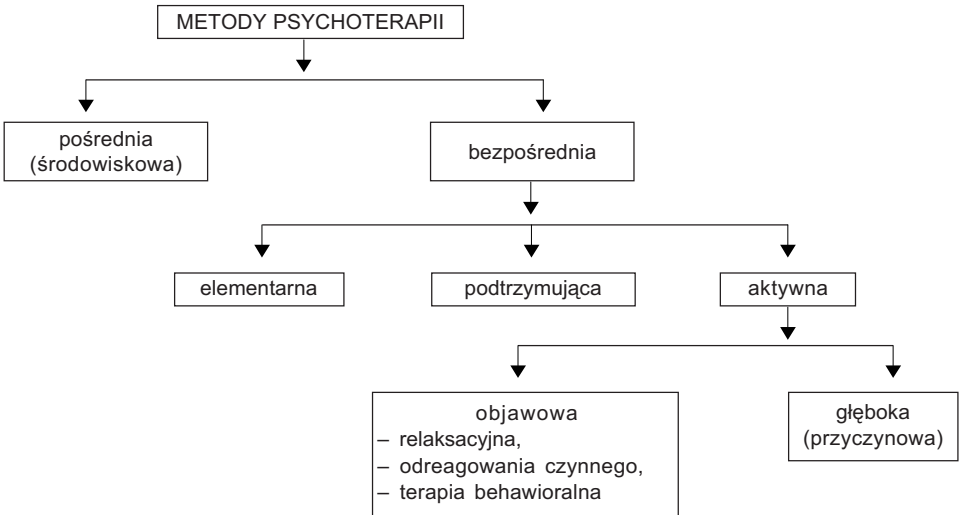 METODY PSYCHOTERAPII
pośrednia
(środowiskowa)
bezpośrednia
elementarna
podtrzymująca
aktywna
objawowa
– relaksacyjna,
– odreagowania czynnego,
– terapia behawioralna
głęboka
(przyczynowa)